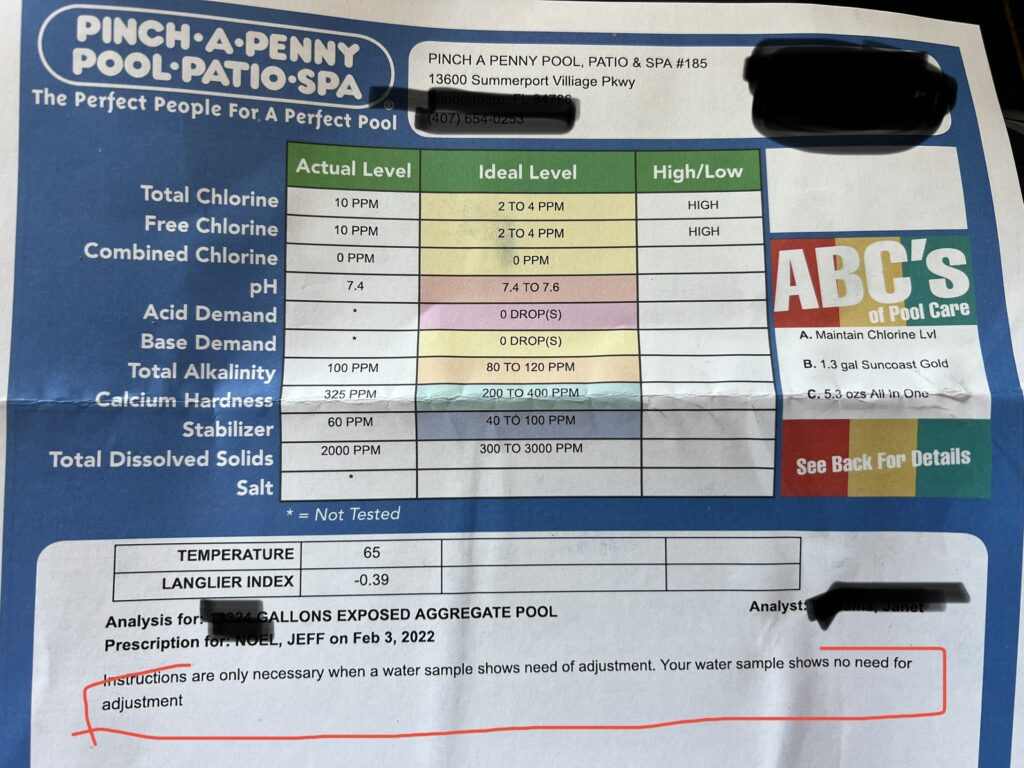 PINCH•A•PENNY
POOL•PATIO•SPA
The Perfect People For A Perfect Pool
PINCH A PENNY POOL, PATIO & SPA #185
13600 Summerport Villiage Pkwy
Windermere, FL 34786
(407) 654-0253
Actual Level Ideal Level High/Low
Total Chlorine 10 PPM 2 TO 4 PPM HIGH
Free Chlorine 10 PPM 2 TO 4 PPM HIGH
Combined Chlorine 0 PPM 0 PPM
pH 7.4 7.4 TO 7.6
Acid Demand * 0 DROP(S)
Base Demand * 0 DROP(S)
Total Alkalinity 100 PPM 80 TO 120 PPM
Calcium Hardness 325 PPM 200 TO 400 PPM
Stabilizer 60 PPM 40 TO 100 PPM
Total Dissolved Solids 2000 PPM 300 TO 3000 PPM
Salt *
* = Not Tested
ABC's
of Pool Care
A. Maintain Chlorine Lvl
B. 1.3 gal Suncoast Gold
C. 5.3 ozs All In One
See Back For Details
TEMPERATURE 65
LANGLIER INDEX -0.39
Analysis for: GALLONS EXPOSED AGGREGATE POOL
Analyst: Janet
Prescription for: NOEL, JEFF on Feb 3, 2022
Instructions are only necessary when a water sample shows need of adjustment. Your water sample shows no need for
adjustment